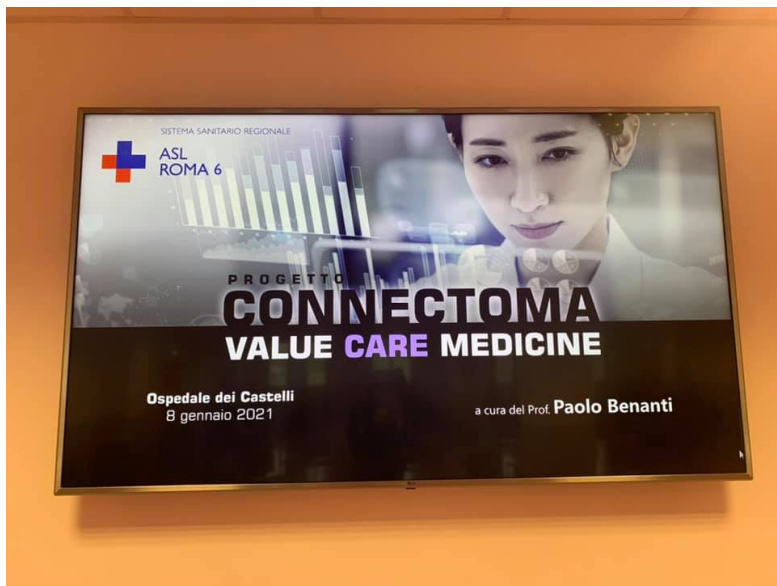 SISTEMA SANITARIO REGIONALE
ASL
ROMA 6
PROGETTO
CONNECTOMA
VALUE CARE MEDICINE
Ospedale dei Castelli
8 gennaio 2021
a cura del Prof. Paolo Benanti